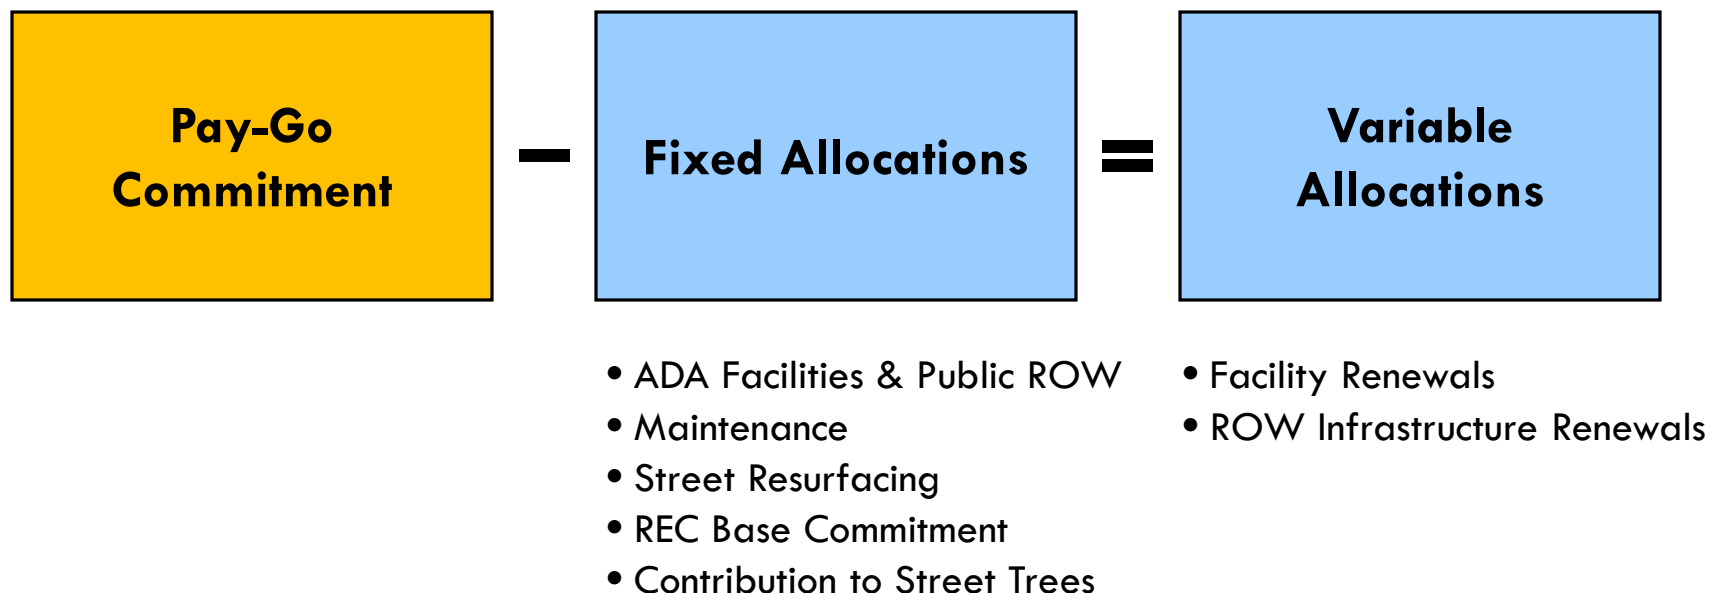 Pay-Go
Commitment
–
Fixed Allocations
=
Variable
Allocations
• ADA Facilities & Public ROW
• Maintenance
• Street Resurfacing
• REC Base Commitment
• Contribution to Street Trees
• Facility Renewals
• ROW Infrastructure Renewals